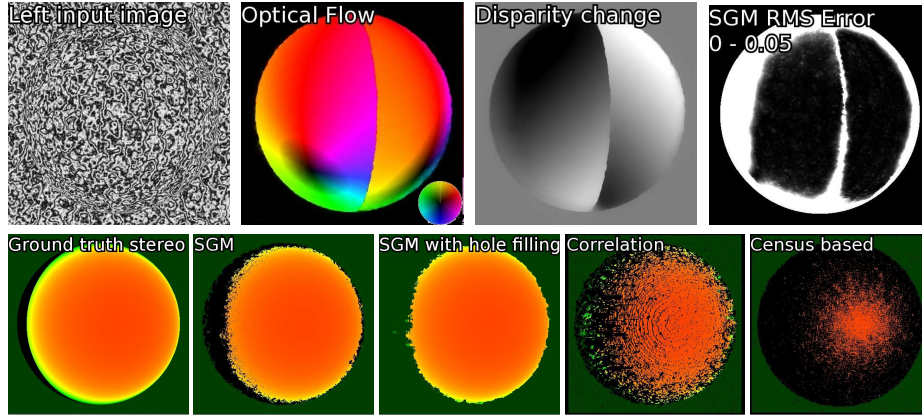 Left input image
Optical Flow
Disparity change
SGM RMS Error
0 - 0.05
Ground truth stereo
SGM
SGM with hole filling
Correlation
Census based